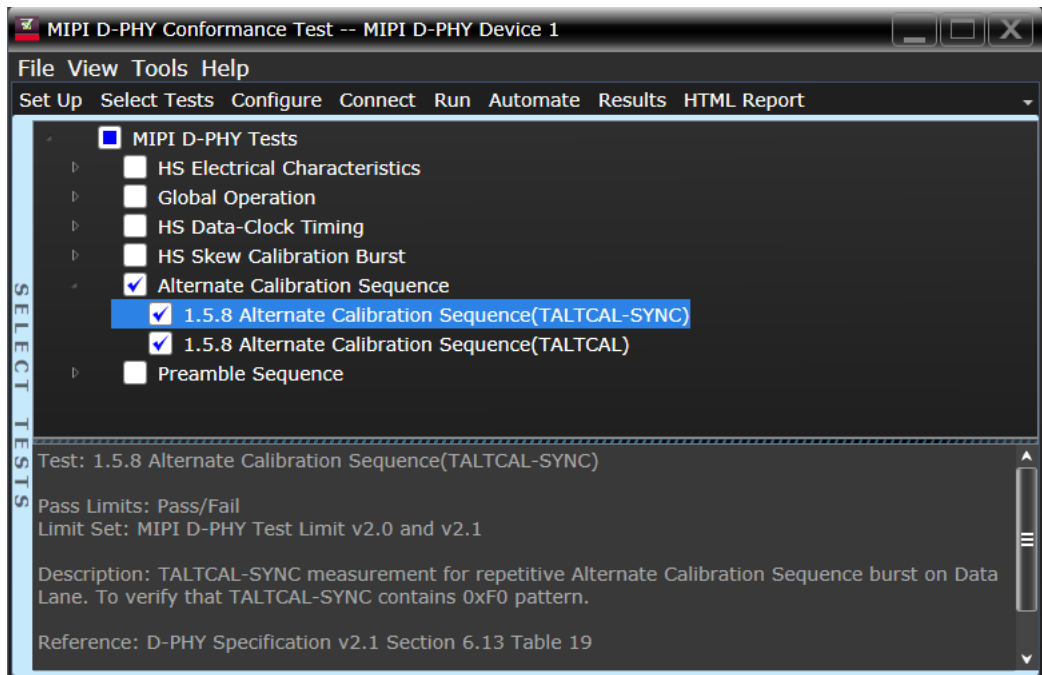 MIPI D-PHY Conformance Test -- MIPI D-PHY Device 1
File View Tools Help
Set Up Select Tests Configure Connect Run Automate Results HTML Report
SELECT TESTS
MIPI D-PHY Tests
HS Electrical Characteristics
Global Operation
HS Data-Clock Timing
HS Skew Calibration Burst
Alternate Calibration Sequence
1.5.8 Alternate Calibration Sequence(TALTCAL-SYNC)
1.5.8 Alternate Calibration Sequence(TALTCAL)
Preamble Sequence
Test: 1.5.8 Alternate Calibration Sequence(TALTCAL-SYNC)
Pass Limits: Pass/Fail
Limit Set: MIPI D-PHY Test Limit v2.0 and v2.1
Description: TALTCAL-SYNC measurement for repetitive Alternate Calibration Sequence burst on Data
Lane. To verify that TALTCAL-SYNC contains 0xF0 pattern.
Reference: D-PHY Specification v2.1 Section 6.13 Table 19